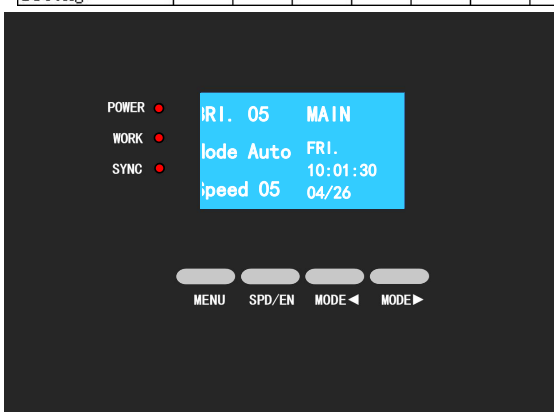 POWER
WORK
SYNC
BRI. 05 MAIN
Mode Auto FRI.
10:01:30
Speed 05 04/26
MENU SPD/EN MODE◀ MODE▶